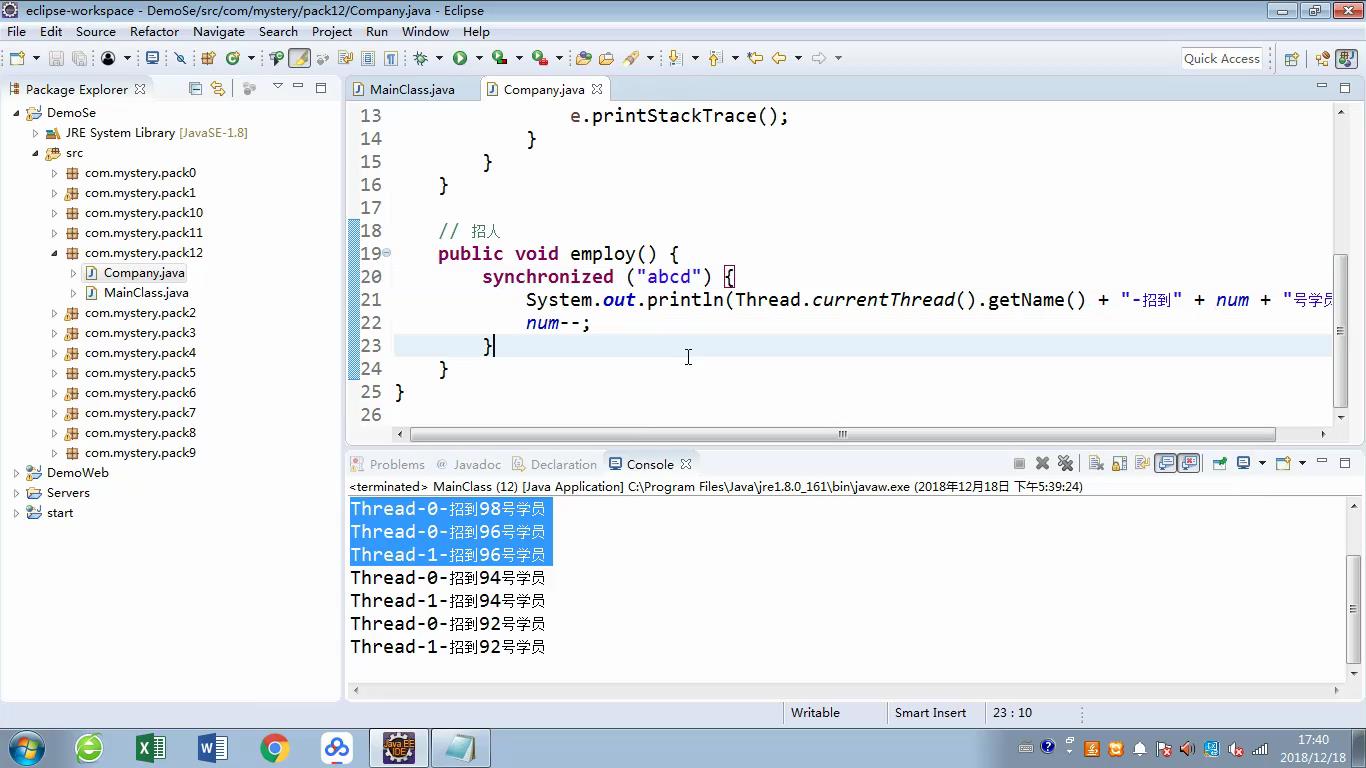 eclipse-workspace - DemoSe/src/com/mystery/pack12/Company.java - Eclipse
File Edit Source Refactor Navigate Search Project Run Window Help
Quick Access
Package Explorer
DemoSe
JRE System Library [JavaSE-1.8]
src
com.mystery.pack0
com.mystery.pack1
com.mystery.pack10
com.mystery.pack11
com.mystery.pack12
Company.java
MainClass.java
com.mystery.pack2
com.mystery.pack3
com.mystery.pack4
com.mystery.pack5
com.mystery.pack6
com.mystery.pack7
com.mystery.pack8
com.mystery.pack9
DemoWeb
Servers
start
MainClass.java Company.java
13 e.printStackTrace();
14 }
15 }
16 }
17
18 // 招人
19 public void employ() {
20 synchronized ("abcd") {
21 System.out.println(Thread.currentThread().getName() + "-招到" + num + "号学员
22 num--;
23 }
24 }
25 }
26
Problems @ Javadoc Declaration Console
<terminated> MainClass (12) [Java Application] C:\Program Files\Java\jre1.8.0_161\bin\javaw.exe (2018年12月18日 下午5:39:24)
Thread-0-招到98号学员
Thread-0-招到96号学员
Thread-1-招到96号学员
Thread-0-招到94号学员
Thread-1-招到94号学员
Thread-0-招到92号学员
Thread-1-招到92号学员
Writable Smart Insert 23 : 10
Java EE IDE
17:40
2018/12/18